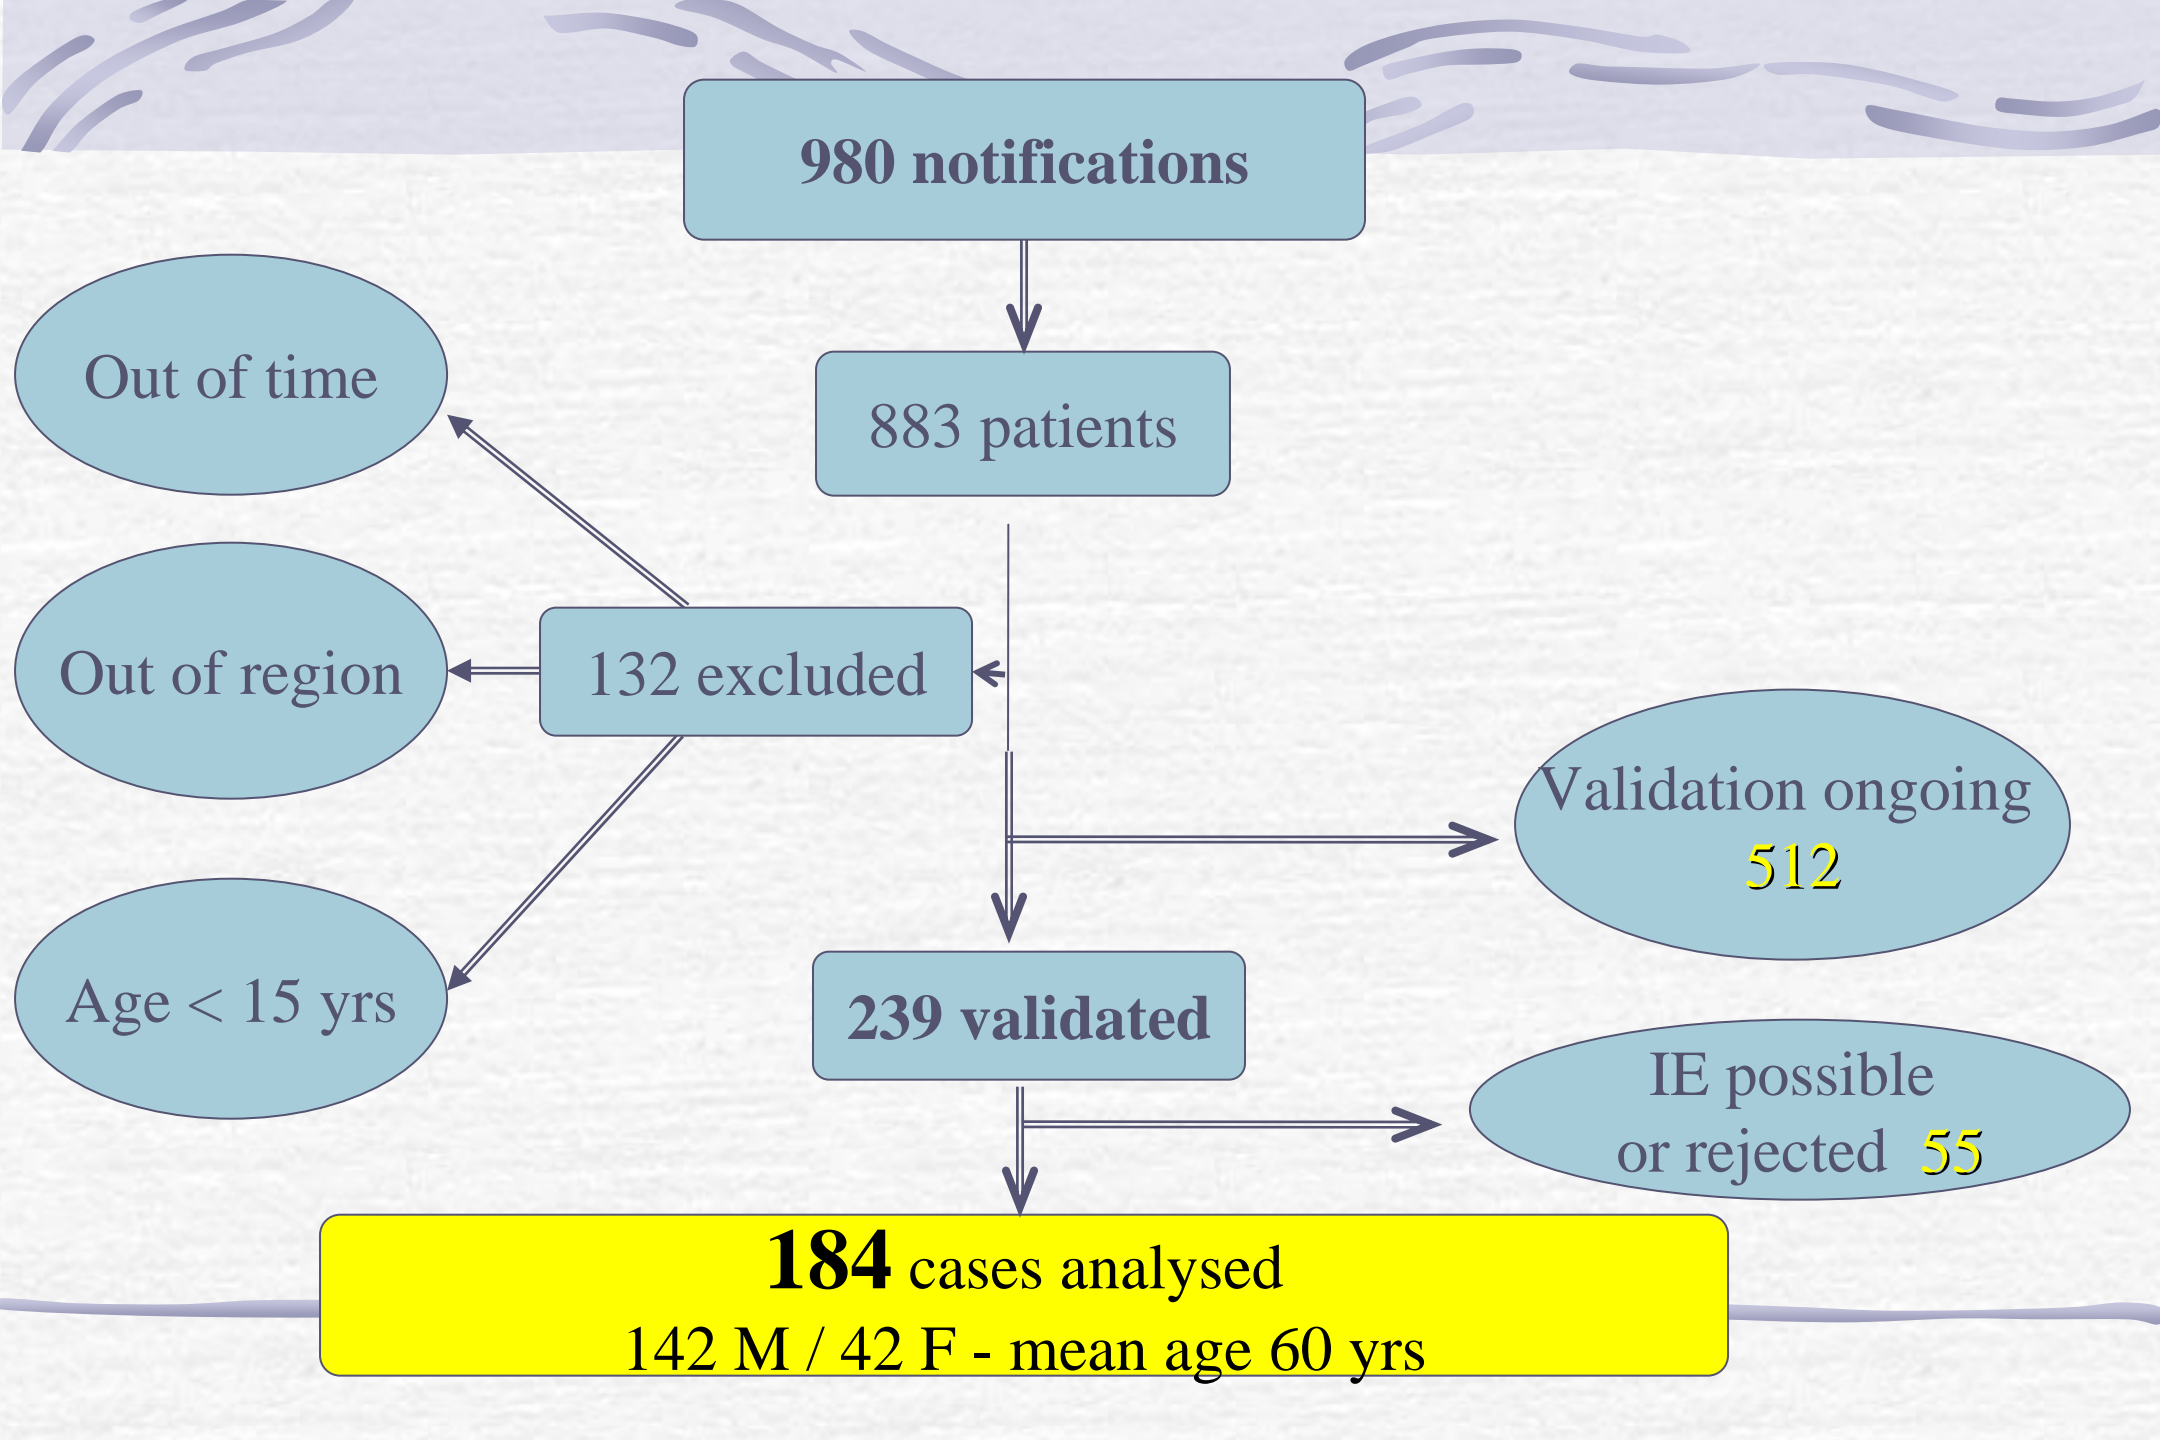 980 notifications
883 patients
Out of time
Out of region
132 excluded
Age < 15 yrs
Validation ongoing
512
239 validated
IE possible
or rejected 55
184 cases analysed
142 M / 42 F - mean age 60 yrs